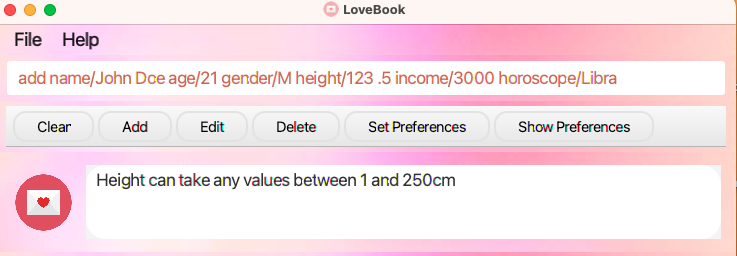 LoveBook
File Help
add name/John Doe age/21 gender/M height/123 .5 income/3000 horoscope/Libra
Clear Add Edit Delete Set Preferences Show Preferences
Height can take any values between 1 and 250cm